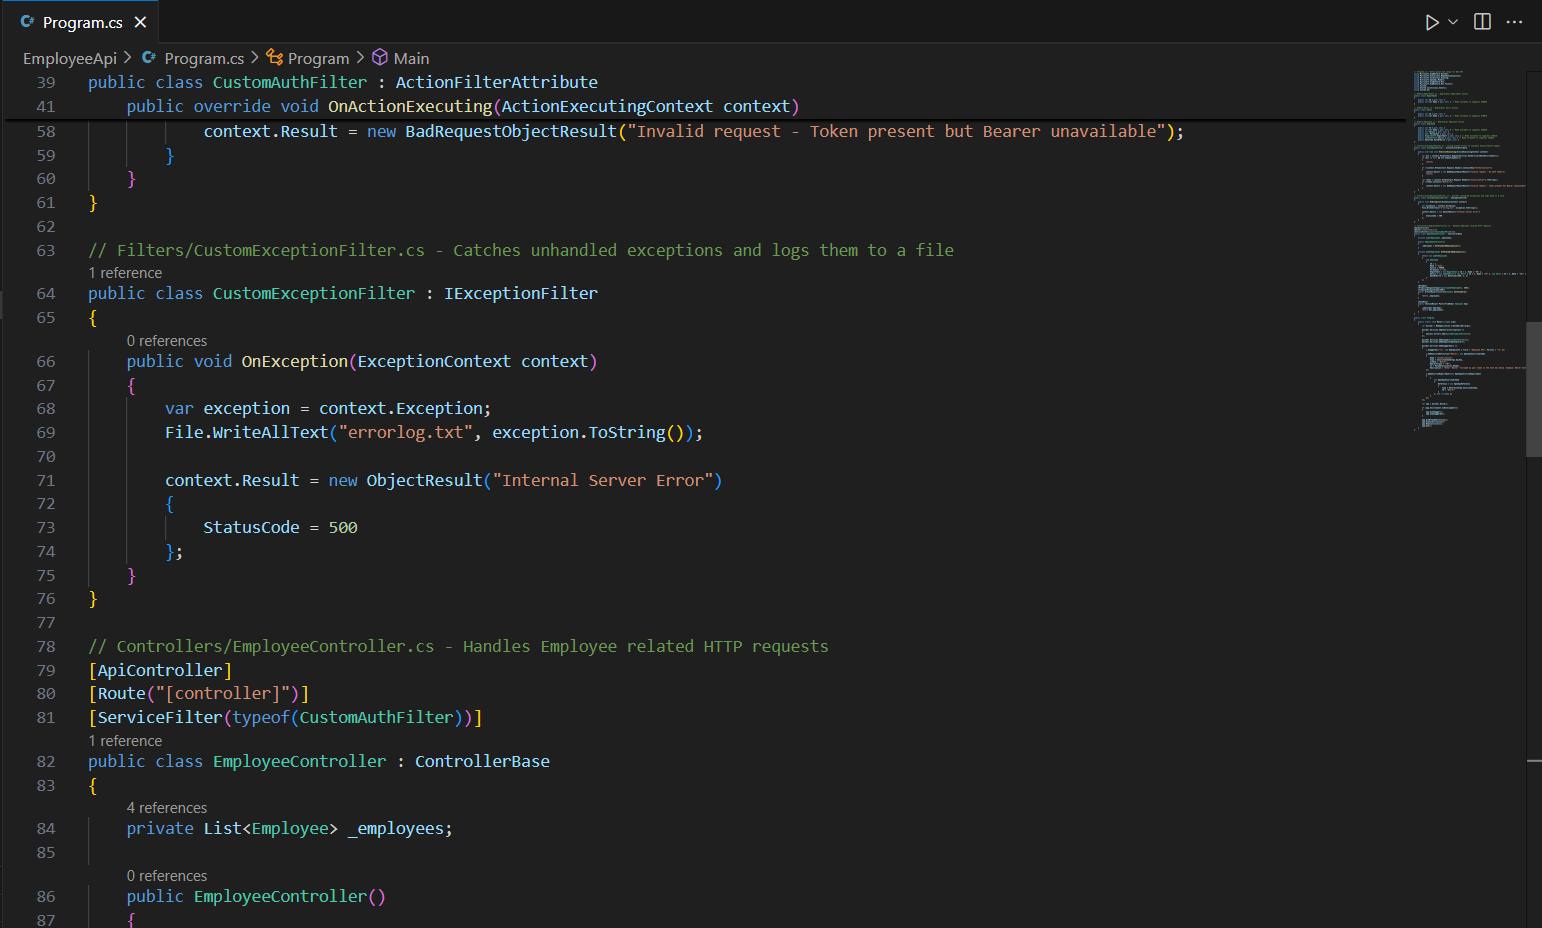 Program.cs
EmployeeApi > Program.cs > Program > Main
39 public class CustomAuthFilter : ActionFilterAttribute
41 public override void OnActionExecuting(ActionExecutingContext context)
58 context.Result = new BadRequestObjectResult("Invalid request - Token present but Bearer unavailable");
59 }
60 }
61 }
62
63 // Filters/CustomExceptionFilter.cs - Catches unhandled exceptions and logs them to a file
1 reference
64 public class CustomExceptionFilter : IExceptionFilter
65 {
0 references
66 public void OnException(ExceptionContext context)
67 {
68 var exception = context.Exception;
69 File.WriteAllText("errorlog.txt", exception.ToString());
70
71 context.Result = new ObjectResult("Internal Server Error")
72 {
73 StatusCode = 500
74 };
75 }
76 }
77
78 // Controllers/EmployeeController.cs - Handles Employee related HTTP requests
79 [ApiController]
80 [Route("[controller]")]
81 [ServiceFilter(typeof(CustomAuthFilter))]
1 reference
82 public class EmployeeController : ControllerBase
83 {
4 references
84 private List<Employee> _employees;
85
0 references
86 public EmployeeController()
87 {